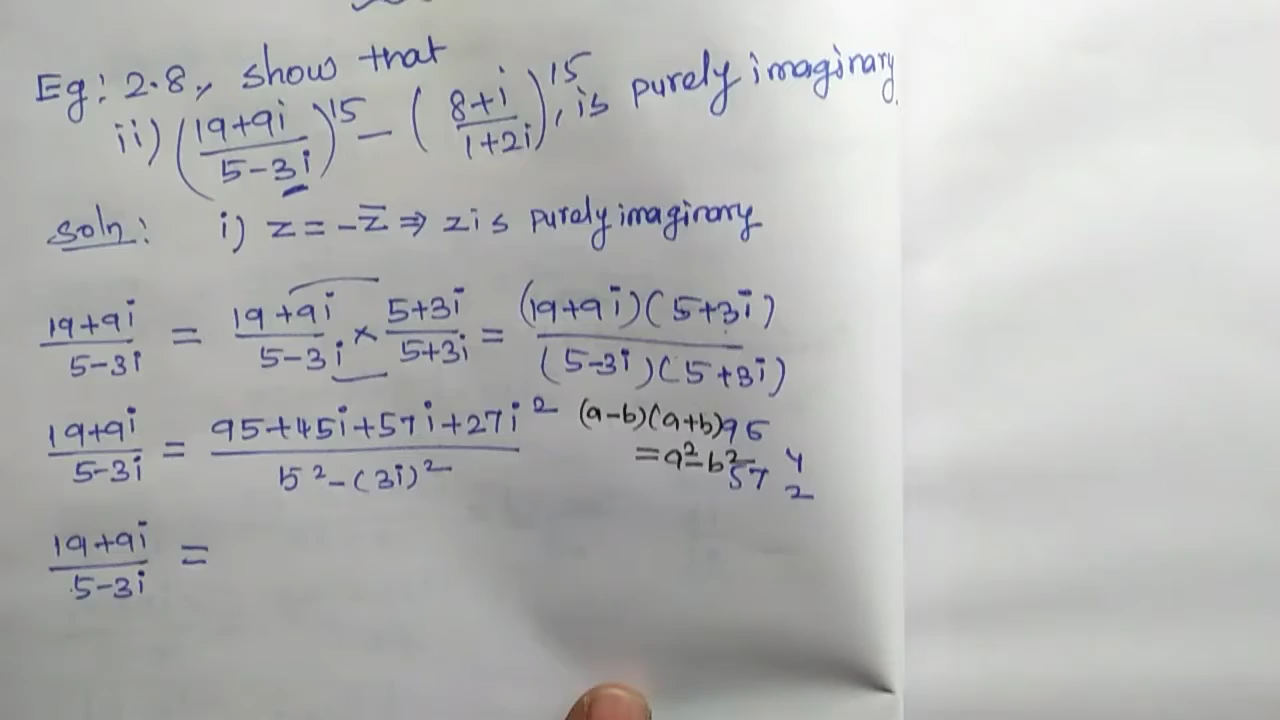 Eg: 2.8, show that
ii) (19+9i / 5-3i)^15 - (8+i / 1+2i)^15, is purely imaginary.
soln: i) z = -z̅ ⇒ z is purely imaginary
19+9i / 5-3i = 19+9i / 5-3i × 5+3i / 5+3i = (19+9i)(5+3i) / (5-3i)(5+3i)
19+9i / 5-3i = 95+45i+57i+27i² / 5²-(3i)² (a-b)(a+b)
=a²-b²
57
4
2
19+9i / 5-3i =